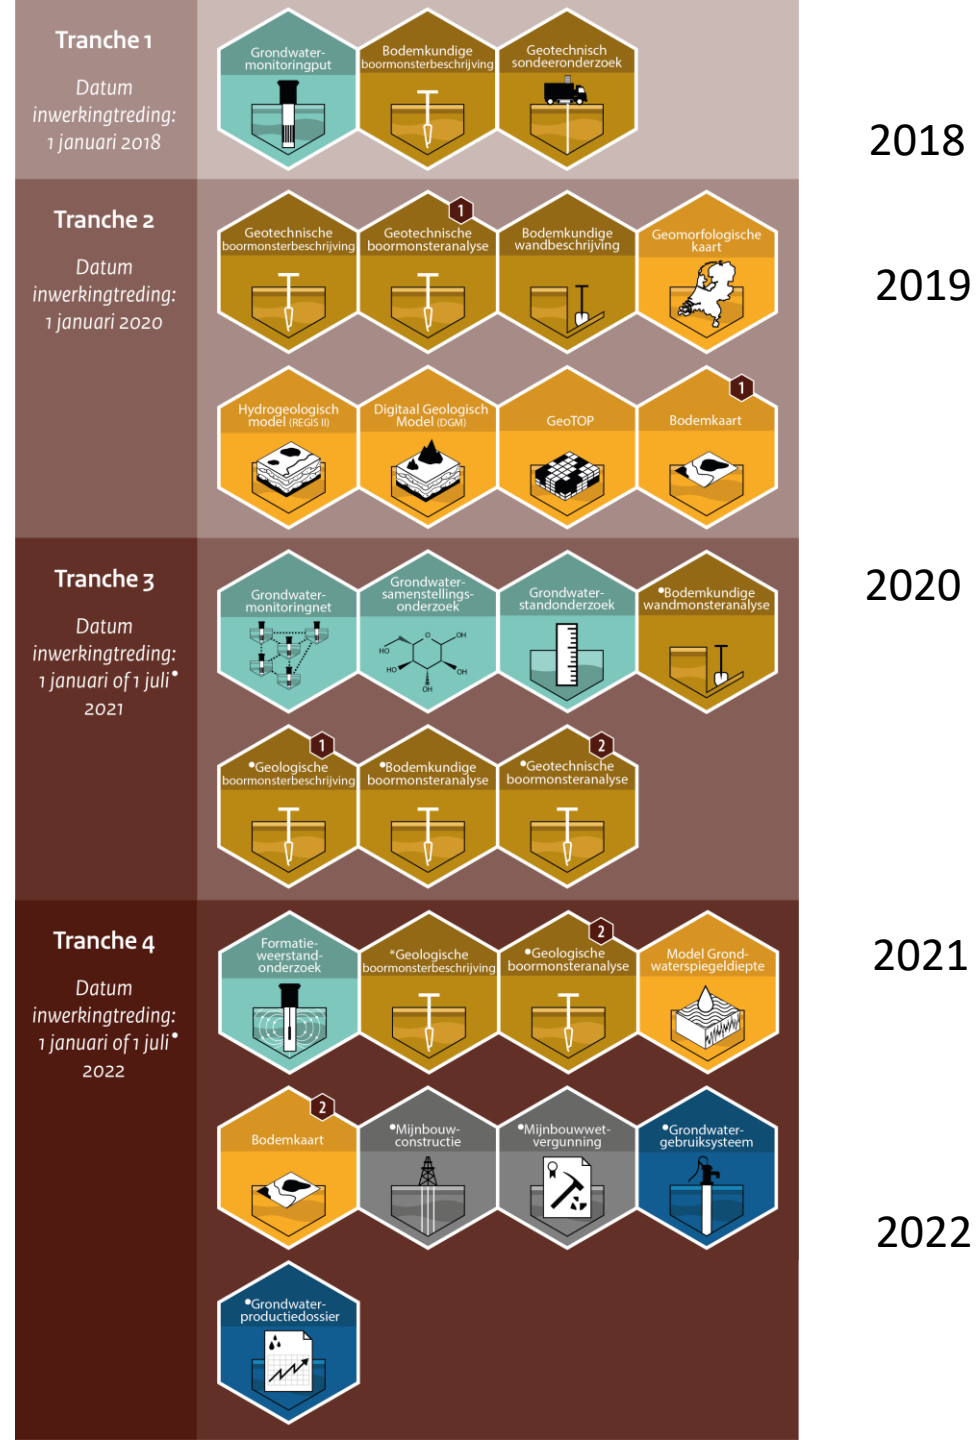 Tranche 1
Datum
inwerkingtreding:
1 januari 2018
Grondwater-
monitoringput
Bodemkundige
boormonsterbeschrijving
Geotechnisch
sondeeronderzoek
2018
Tranche 2
Datum
inwerkingtreding:
1 januari 2020
Geotechnische
boormonsterbeschrijving
1
Geotechnische
boormonsteranalyse
Bodemkundige
wandbeschrijving
Geomorfologische
kaart
2019
Hydrogeologisch
model (REGIS II)
Digitaal Geologisch
Model (DGM)
GeoTOP
1
Bodemkaart
Tranche 3
Datum
inwerkingtreding:
1 januari of 1 juli•
2021
Grondwater-
monitoringnet
Grondwater-
samenstellings-
onderzoek
O
OH
HO
HO
OH
OH
Grondwater-
standonderzoek
•Bodemkundige
wandmonsteranalyse
2020
1
•Geologische
boormonsterbeschrijving
•Bodemkundige
boormonsteranalyse
2
•Geotechnische
boormonsteranalyse
Tranche 4
Datum
inwerkingtreding:
1 januari of 1 juli•
2022
Formatie-
weerstand-
onderzoek
*Geologische
boormonsterbeschrijving
2
•Geologische
boormonsteranalyse
Model Grond-
waterspiegeldiepte
2021
2
Bodemkaart
•Mijnbouw-
constructie
•Mijnbouwwet-
vergunning
•Grondwater-
gebruiksysteem
2022
•Grondwater-
productiedossier